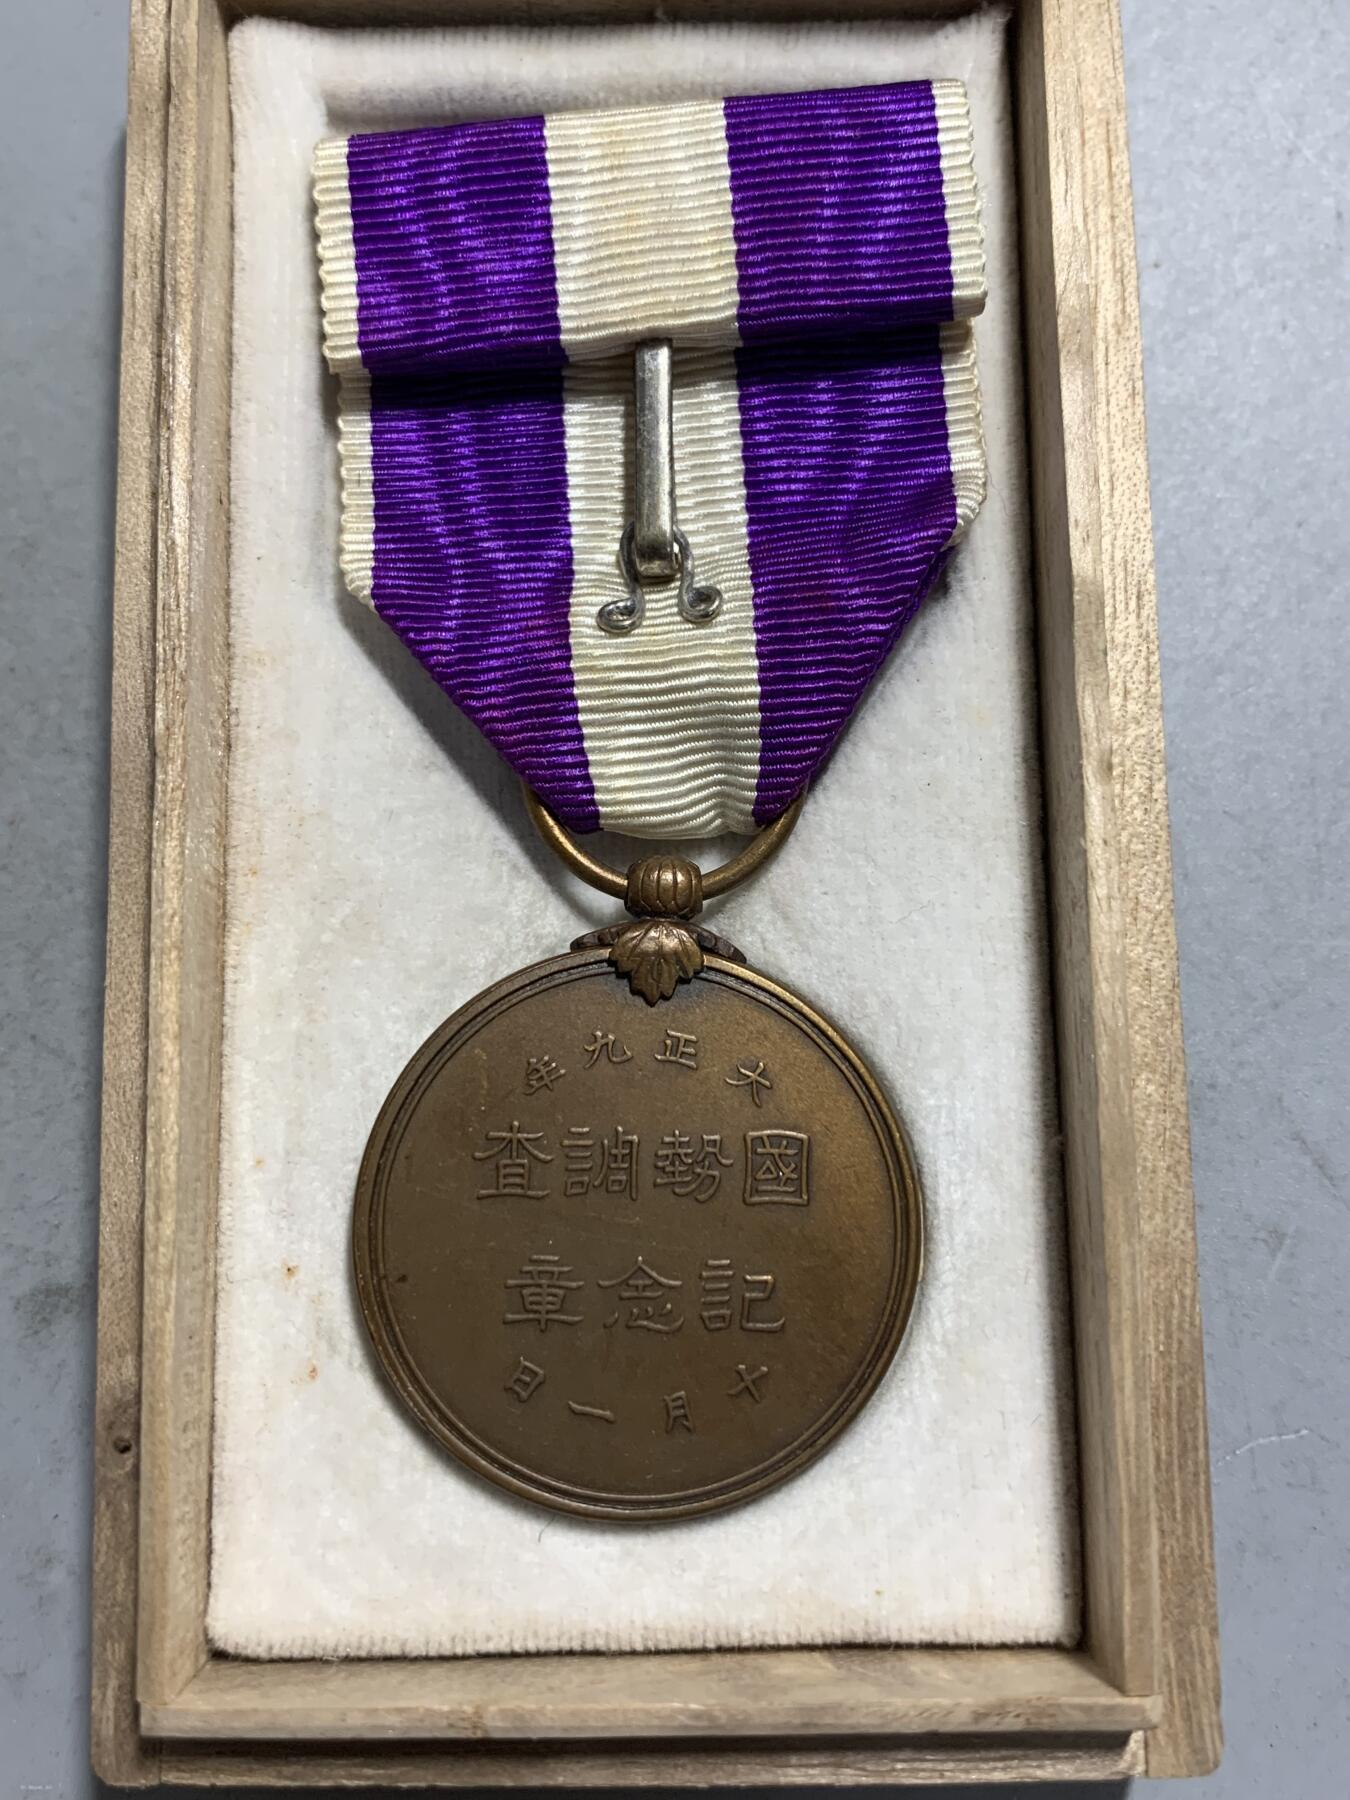 大正九年
國勢調査
記念章
十月一日